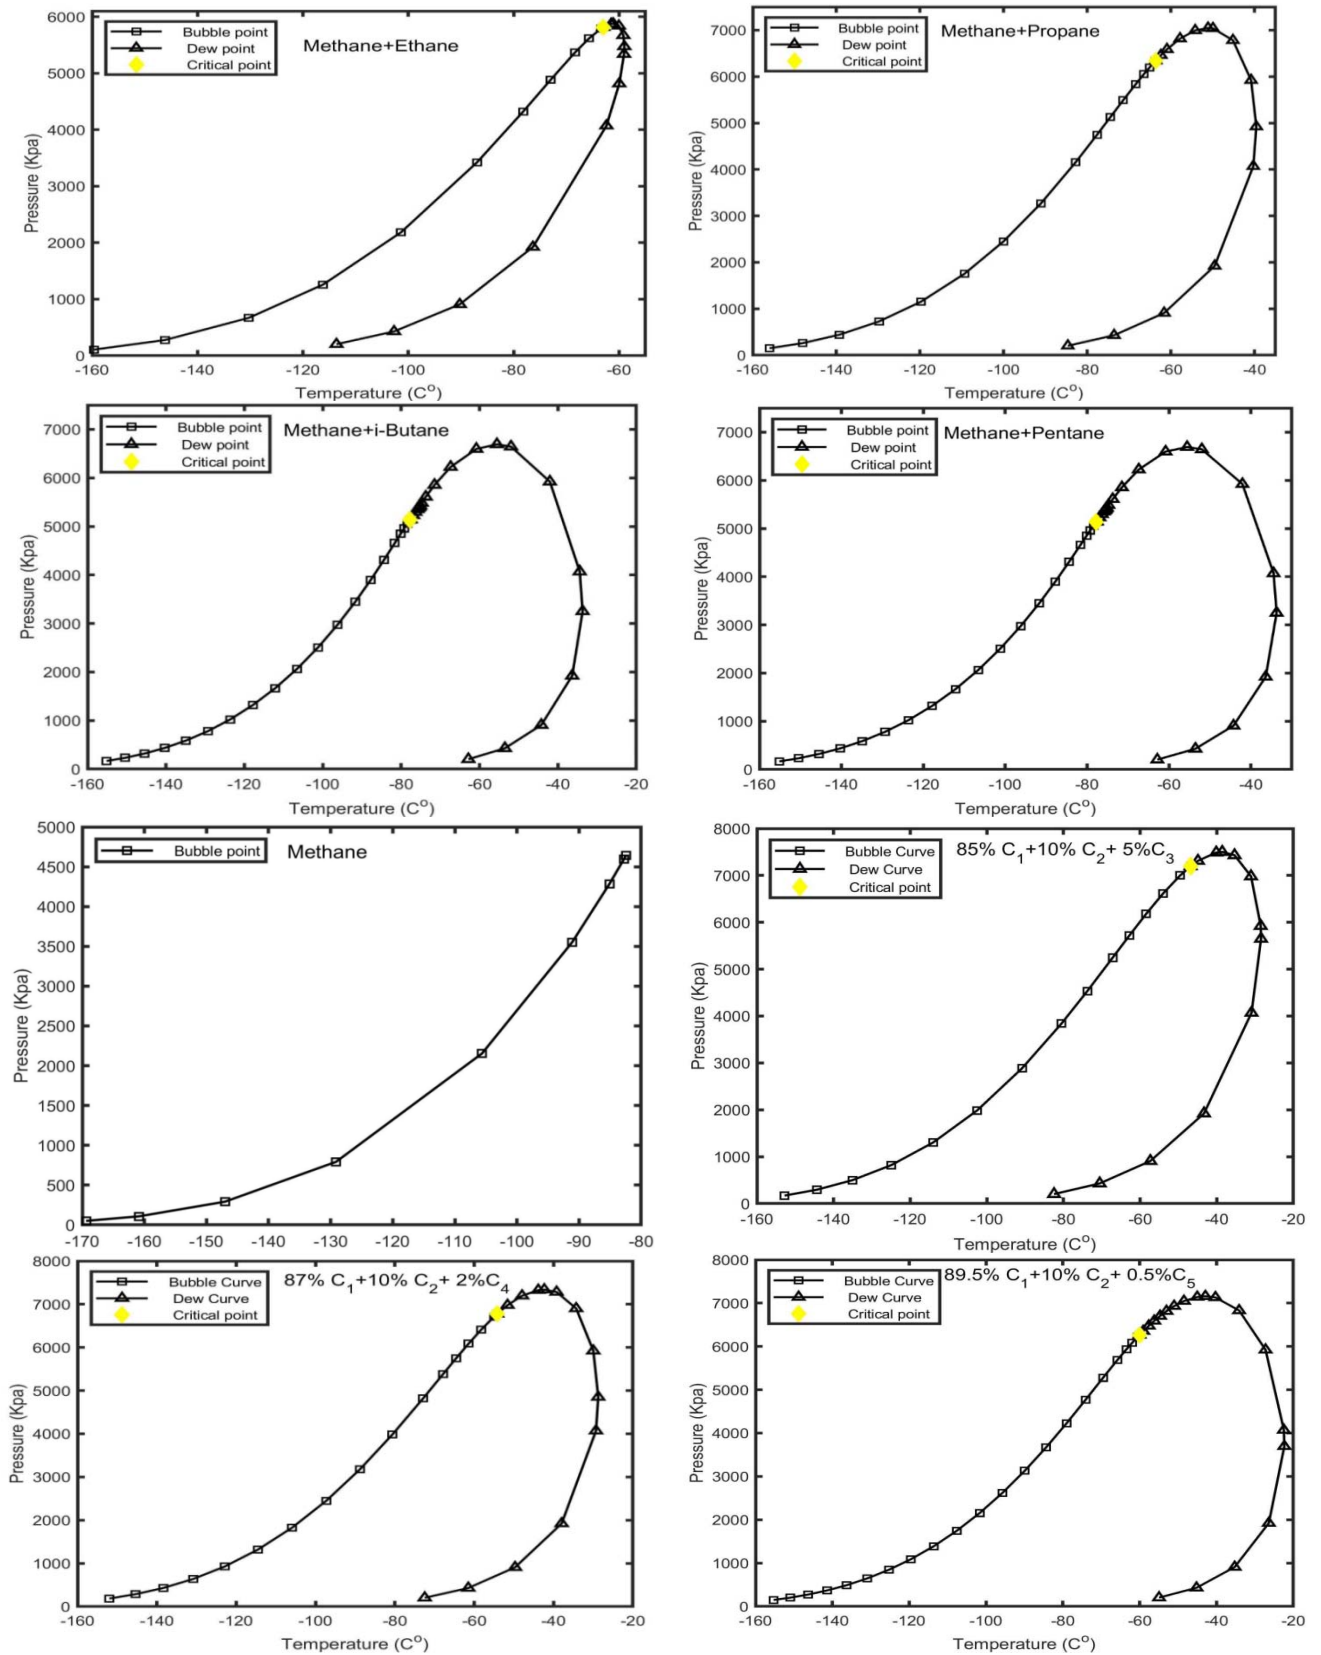 Bubble point
Dew point
Critical point
Methane+Ethane
6000
5000
4000
3000
2000
1000
0
Pressure (Kpa)
-160 -140 -120 -100 -80 -60
Temperature (C°)
Bubble point
Dew point
Critical point
Methane+Propane
7000
6000
5000
4000
3000
2000
1000
0
Pressure (Kpa)
-160 -140 -120 -100 -80 -60 -40
Temperature (C°)
Bubble point
Dew point
Critical point
Methane+i-Butane
7000
6000
5000
4000
3000
2000
1000
0
Pressure (Kpa)
-160 -140 -120 -100 -80 -60 -40 -20
Temperature (C°)
Bubble point
Dew point
Critical point
Methane+Pentane
7000
6000
5000
4000
3000
2000
1000
0
Pressure (Kpa)
-160 -140 -120 -100 -80 -60 -40
Temperature (C°)
Bubble point
Methane
5000
4500
4000
3500
3000
2500
2000
1500
1000
500
0
Pressure (Kpa)
-170 -160 -150 -140 -130 -120 -110 -100 -90 -80
Bubble Curve
Dew Curve
Critical point
85% C₁+10% C₂+ 5%C₃
8000
7000
6000
5000
4000
3000
2000
1000
0
Pressure (Kpa)
-160 -140 -120 -100 -80 -60 -40 -20
Temperature (C°)
Bubble Curve
Dew Curve
Critical point
87% C₁+10% C₂+ 2%C₄
8000
7000
6000
5000
4000
3000
2000
1000
0
Pressure (Kpa)
-160 -140 -120 -100 -80 -60 -40 -20
Temperature (C°)
Bubble Curve
Dew Curve
Critical point
89.5% C₁+10% C₂+ 0.5%C₅
8000
7000
6000
5000
4000
3000
2000
1000
0
Pressure (Kpa)
-160 -140 -120 -100 -80 -60 -40 -20
Temperature (C°)